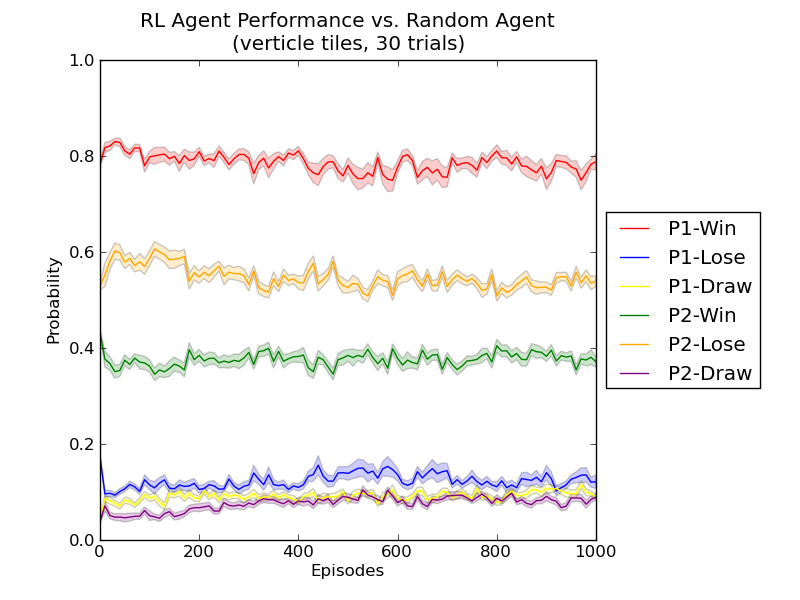 RL Agent Performance vs. Random Agent
(verticle tiles, 30 trials)
1.0
0.8
0.6
0.4
0.2
0.0
Probability
0
200
400
600
800
1000
Episodes
P1-Win
P1-Lose
P1-Draw
P2-Win
P2-Lose
P2-Draw